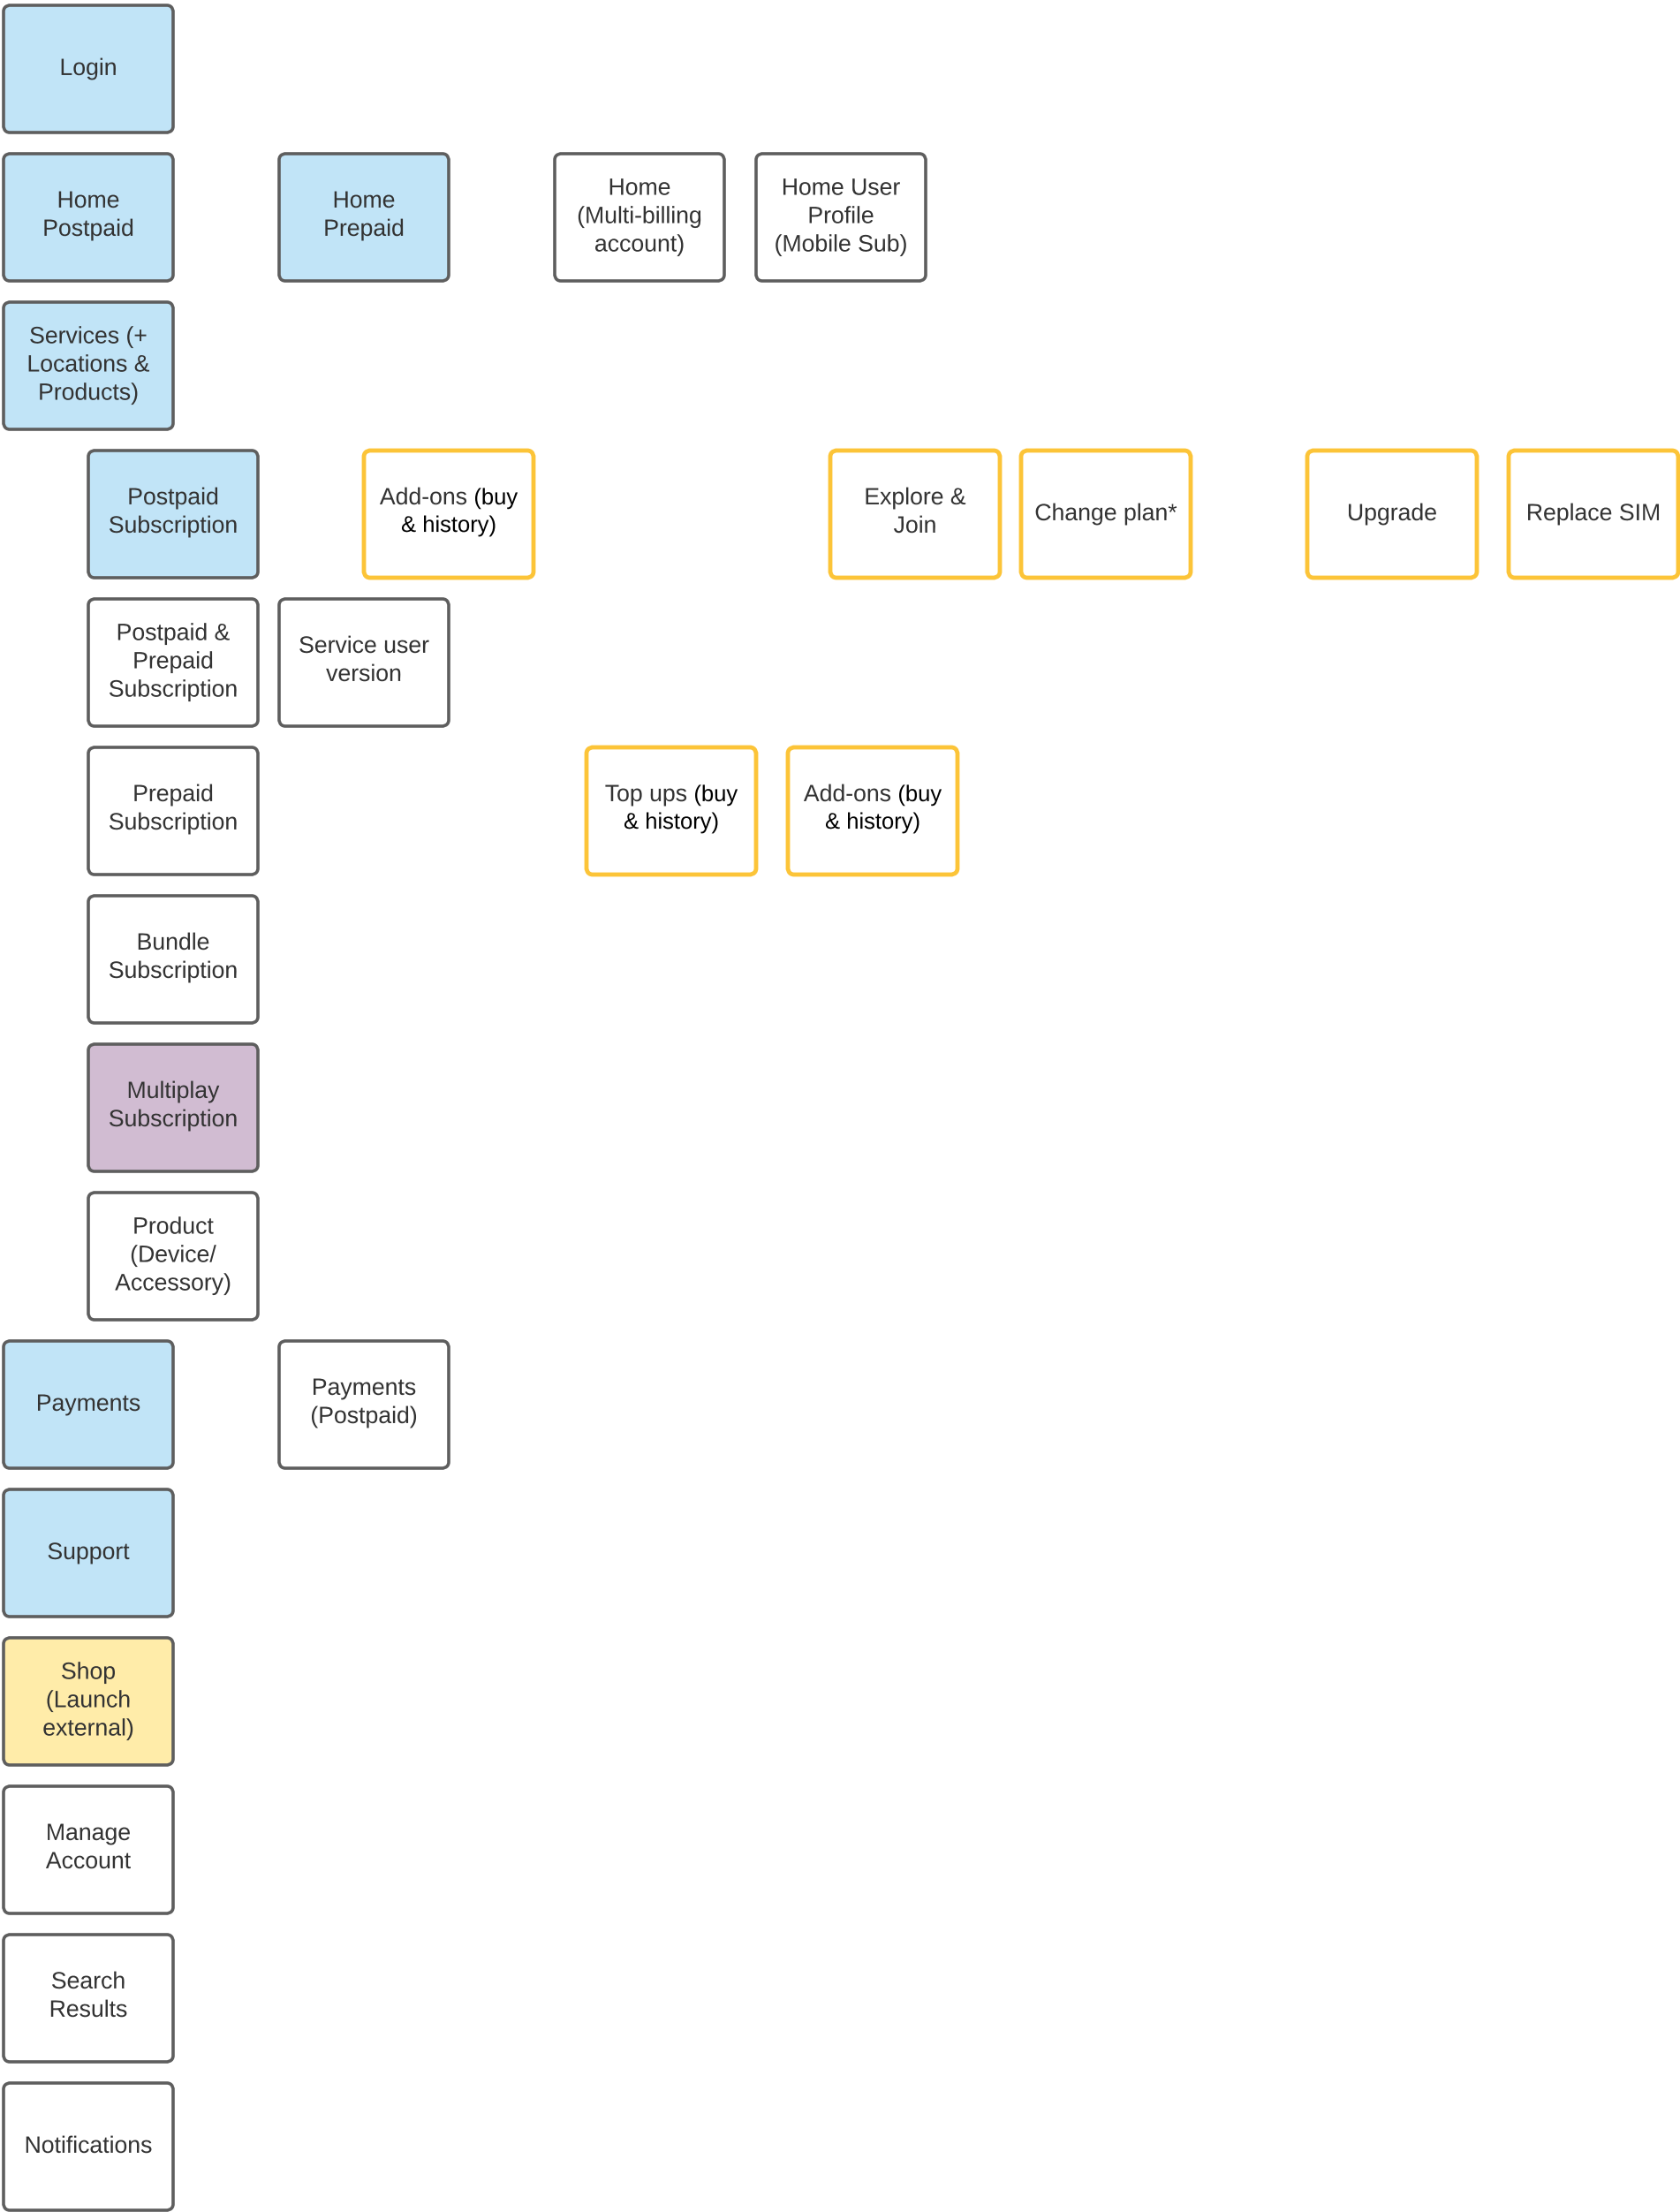 Login
Home
Postpaid
Home
Prepaid
Home
(Multi-billing
account)
Home User
Profile
(Mobile Sub)
Services (+
Locations &
Products)
Postpaid
Subscription
Add-ons (buy
& history)
Explore &
Join
Change plan*
Upgrade
Replace SIM
Postpaid &
Prepaid
Subscription
Service user
version
Prepaid
Subscription
Top ups (buy
& history)
Add-ons (buy
& history)
Bundle
Subscription
Multiplay
Subscription
Product
(Device/
Accessory)
Payments
Payments
(Postpaid)
Support
Shop
(Launch
external)
Manage
Account
Search
Results
Notifications